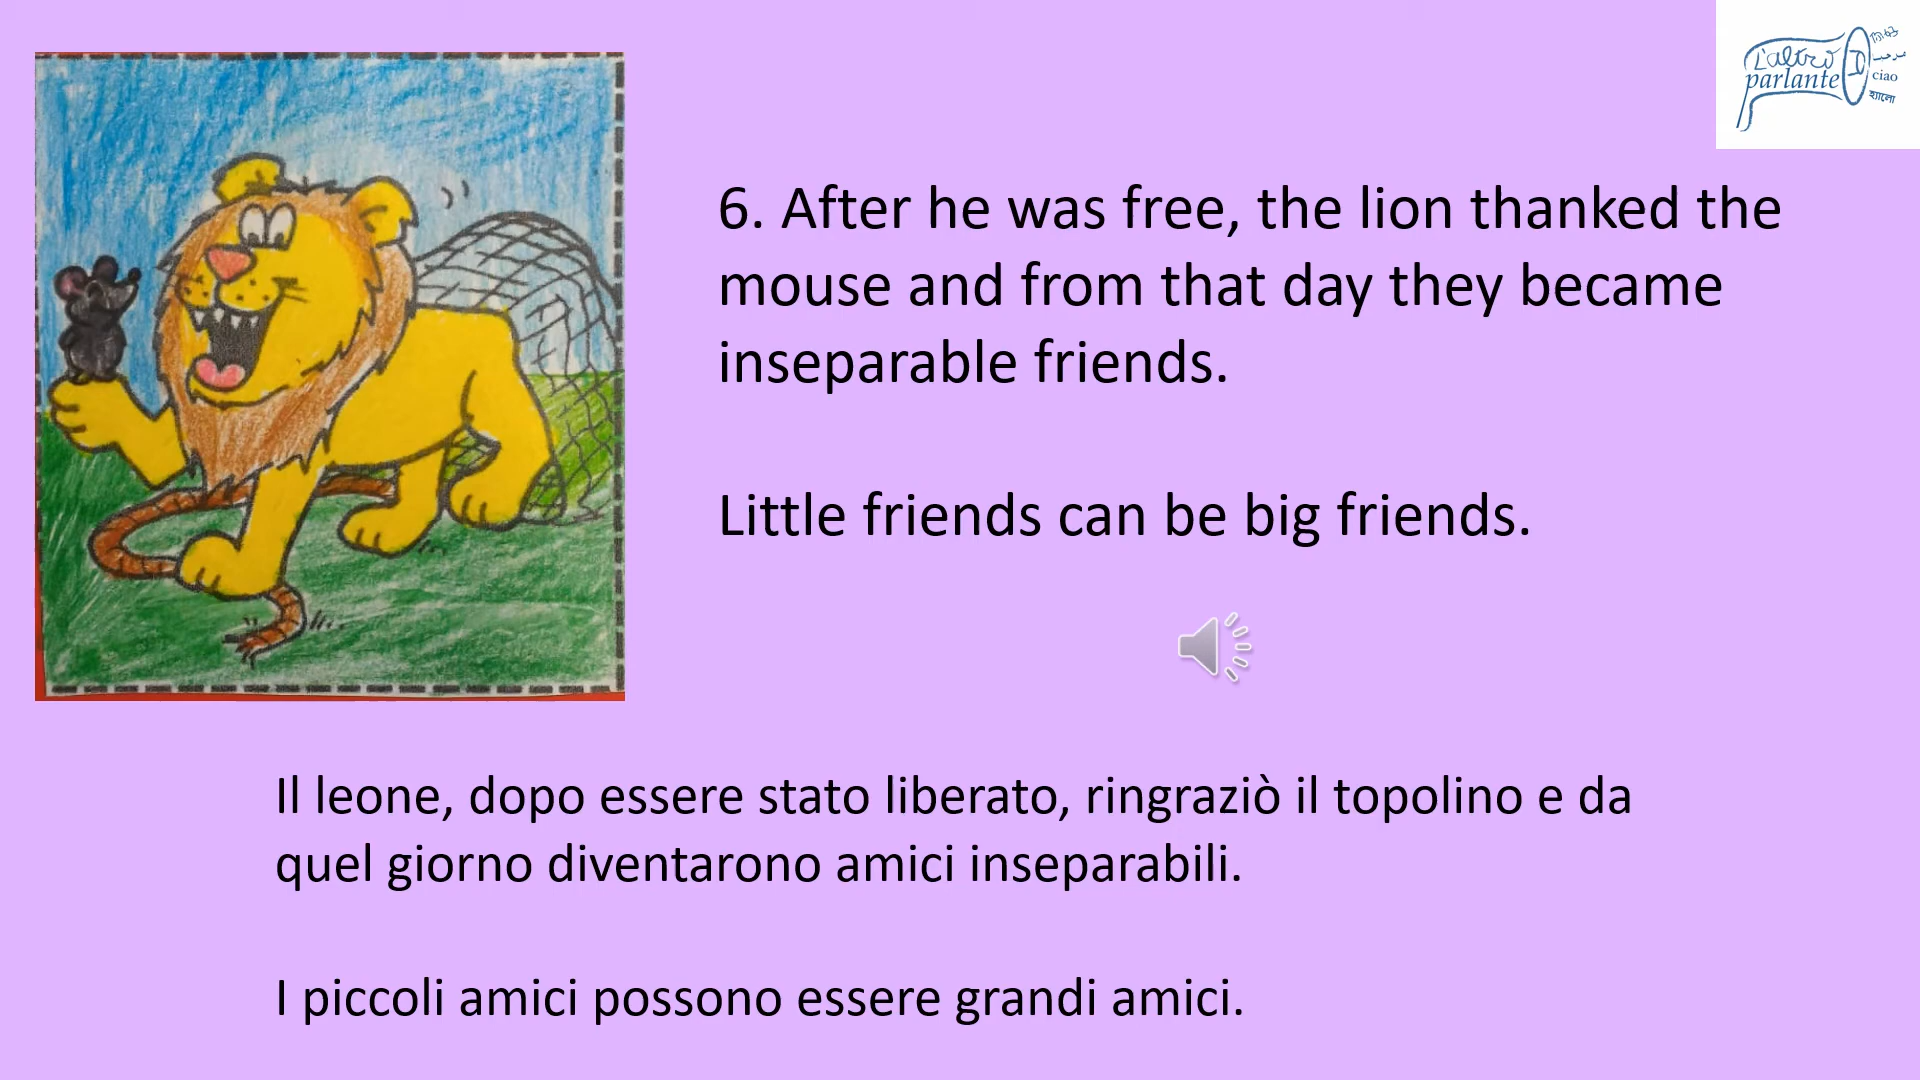 L'altro
parlante
ciao
হ্যালো
6. After he was free, the lion thanked the
mouse and from that day they became
inseparable friends.
Little friends can be big friends.
Il leone, dopo essere stato liberato, ringraziò il topolino e da
quel giorno diventarono amici inseparabili.
I piccoli amici possono essere grandi amici.